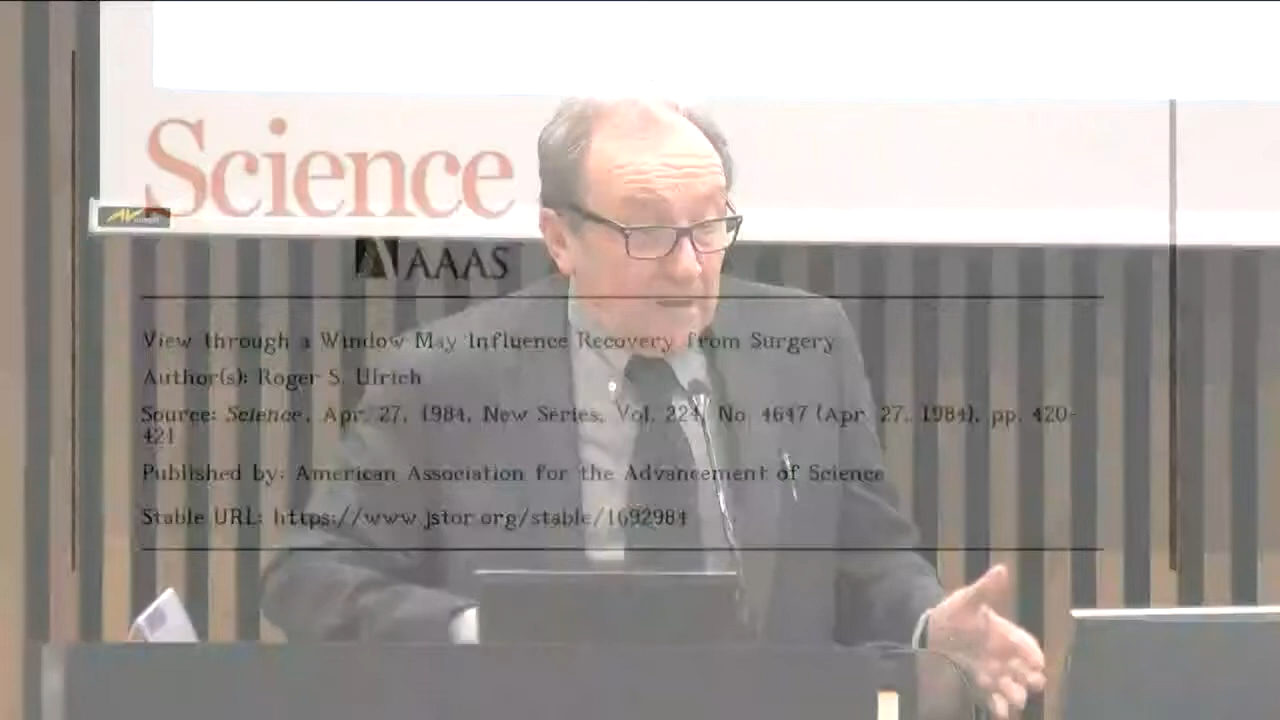 Science
AV
AAAS
View through a Window May Influence Recovery from Surgery
Author(s): Roger S. Ulrich
Source: Science, Apr. 27, 1984, New Series, Vol. 224, No. 4647 (Apr. 27, 1984), pp. 420-
421
Published by: American Association for the Advancement of Science
Stable URL: https://www.jstor.org/stable/1692984